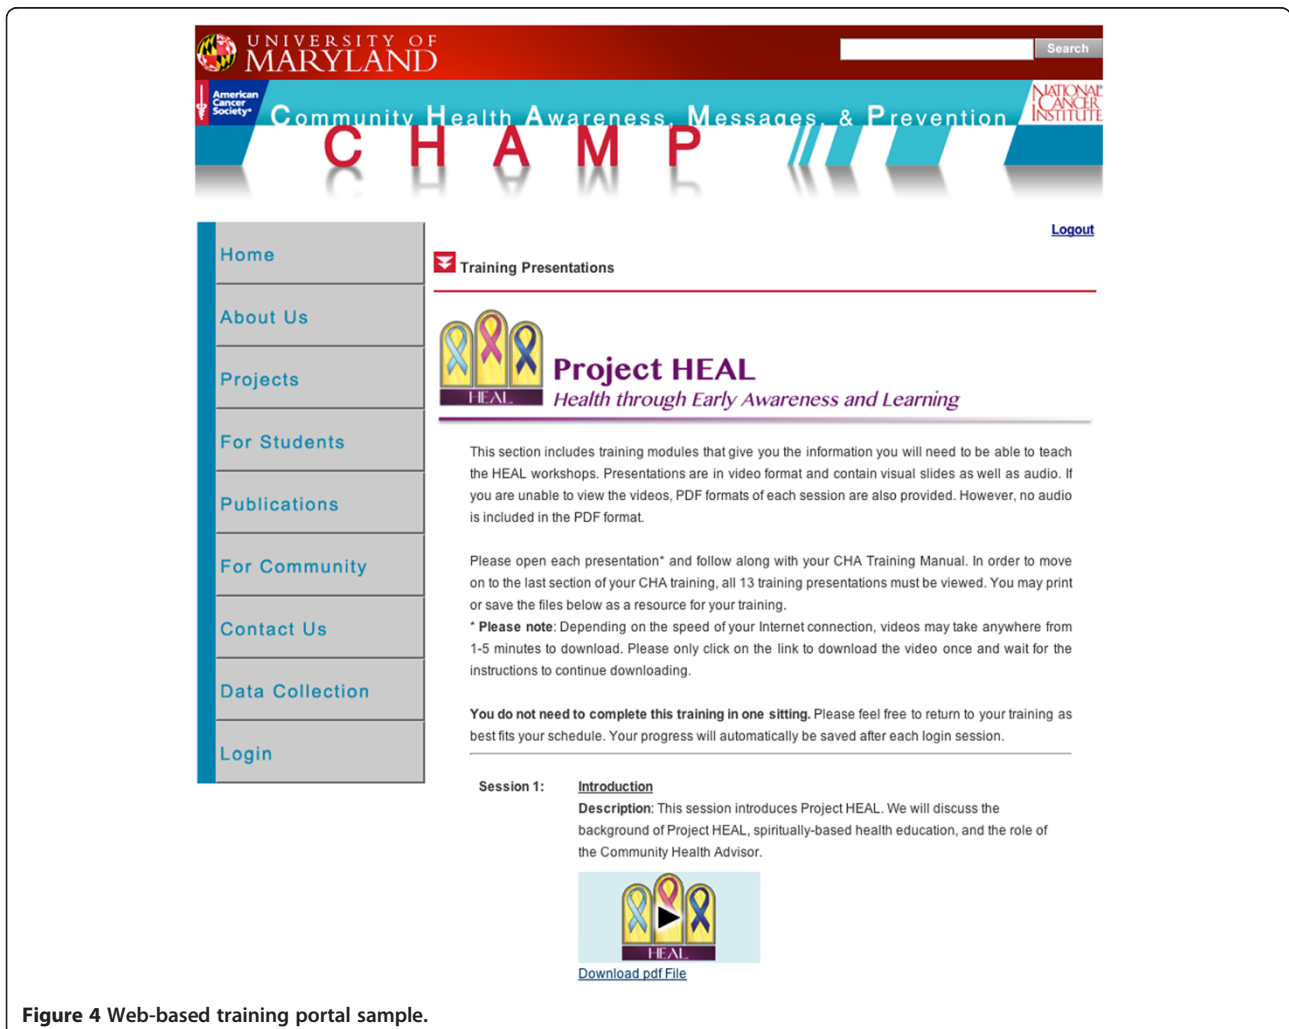 UNIVERSITY OF
MARYLAND
Search
American
Cancer
Society®
Community Health Awareness, Messages, & Prevention
NATIONAL
CANCER
INSTITUTE
CHAMP
Logout
Home
About Us
Projects
For Students
Publications
For Community
Contact Us
Data Collection
Login
Training Presentations
HEAL
Project HEAL
Health through Early Awareness and Learning
This section includes training modules that give you the information you will need to be able to teach
the HEAL workshops. Presentations are in video format and contain visual slides as well as audio. If
you are unable to view the videos, PDF formats of each session are also provided. However, no audio
is included in the PDF format.
Please open each presentation* and follow along with your CHA Training Manual. In order to move
on to the last section of your CHA training, all 13 training presentations must be viewed. You may print
or save the files below as a resource for your training.
* Please note: Depending on the speed of your Internet connection, videos may take anywhere from
1-5 minutes to download. Please only click on the link to download the video once and wait for the
instructions to continue downloading.
You do not need to complete this training in one sitting. Please feel free to return to your training as
best fits your schedule. Your progress will automatically be saved after each login session.
Session 1: Introduction
Description: This session introduces Project HEAL. We will discuss the
background of Project HEAL, spiritually-based health education, and the role of
the Community Health Advisor.
HEAL
Download pdf File
Figure 4 Web-based training portal sample.